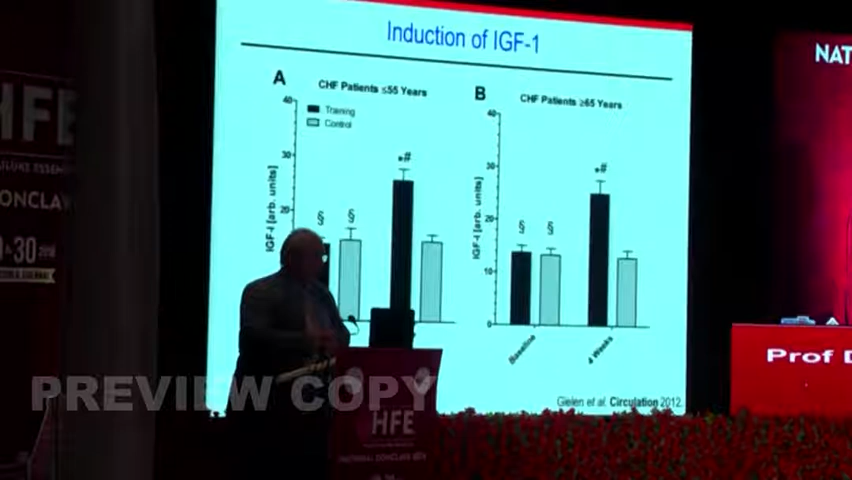 Induction of IGF-1
A
CHF Patients ≤55 Years
Training
Control
IGF-I [arb. units]
40
30
20
§
§
*#
B
CHF Patients ≥65 Years
IGF-I [arb. units]
40
30
20
10
0
§
§
*#
Baseline
4 Weeks
Gielen et al. Circulation 2012.
NAT
HFE
ONCLAV
PREVIEW COPY
HFE
Prof D